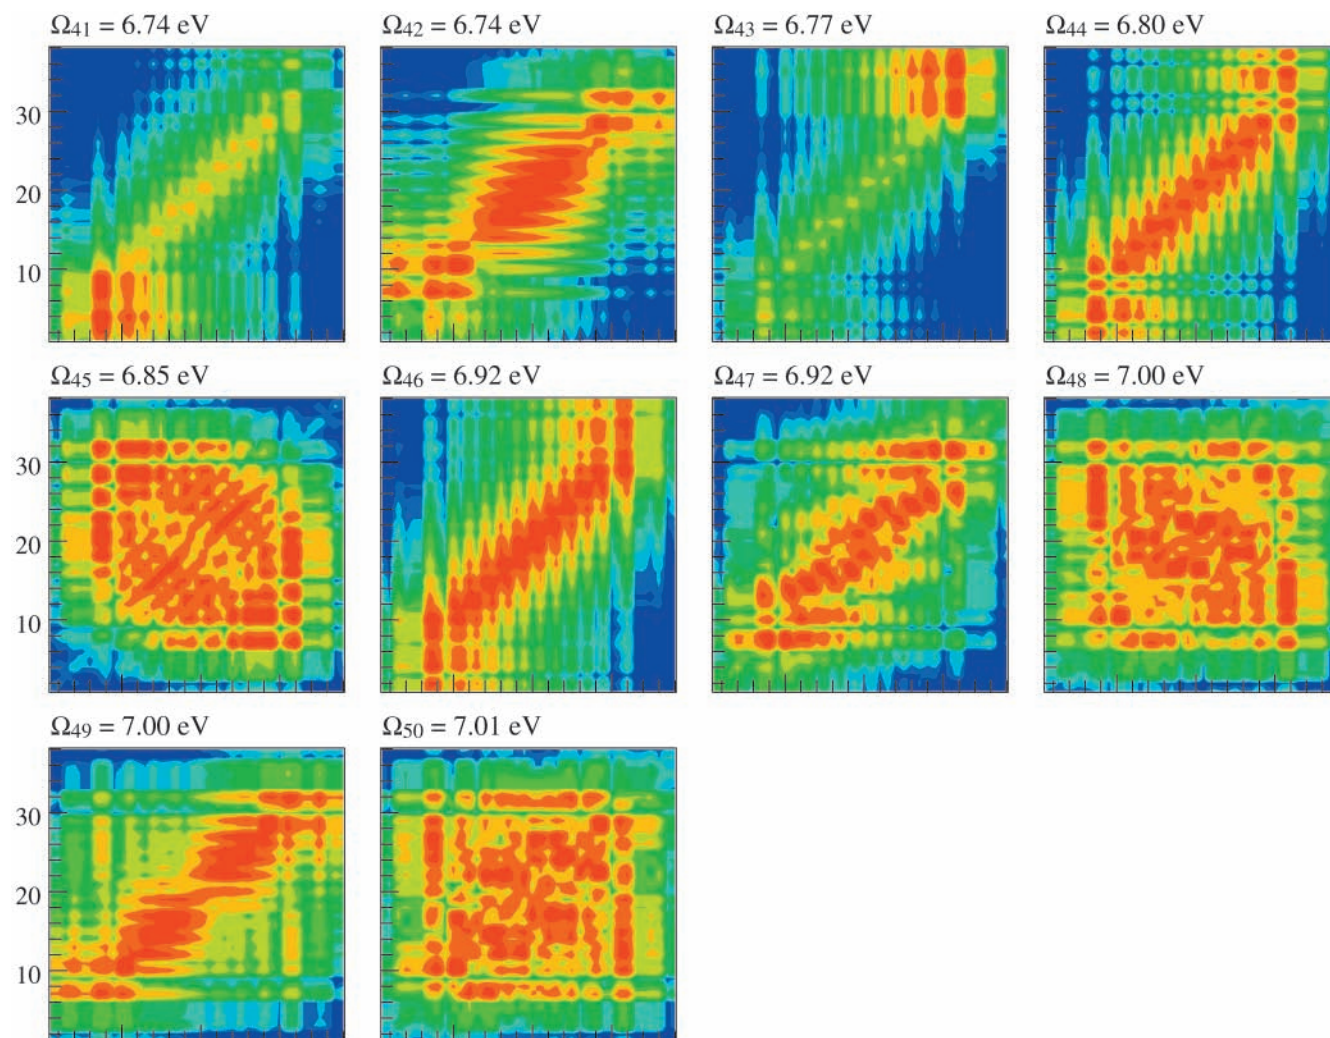 Ω41 = 6.74 eV
Ω42 = 6.74 eV
Ω43 = 6.77 eV
Ω44 = 6.80 eV
30
20
10
Ω45 = 6.85 eV
Ω46 = 6.92 eV
Ω47 = 6.92 eV
Ω48 = 7.00 eV
30
20
10
Ω49 = 7.00 eV
Ω50 = 7.01 eV
30
20
10